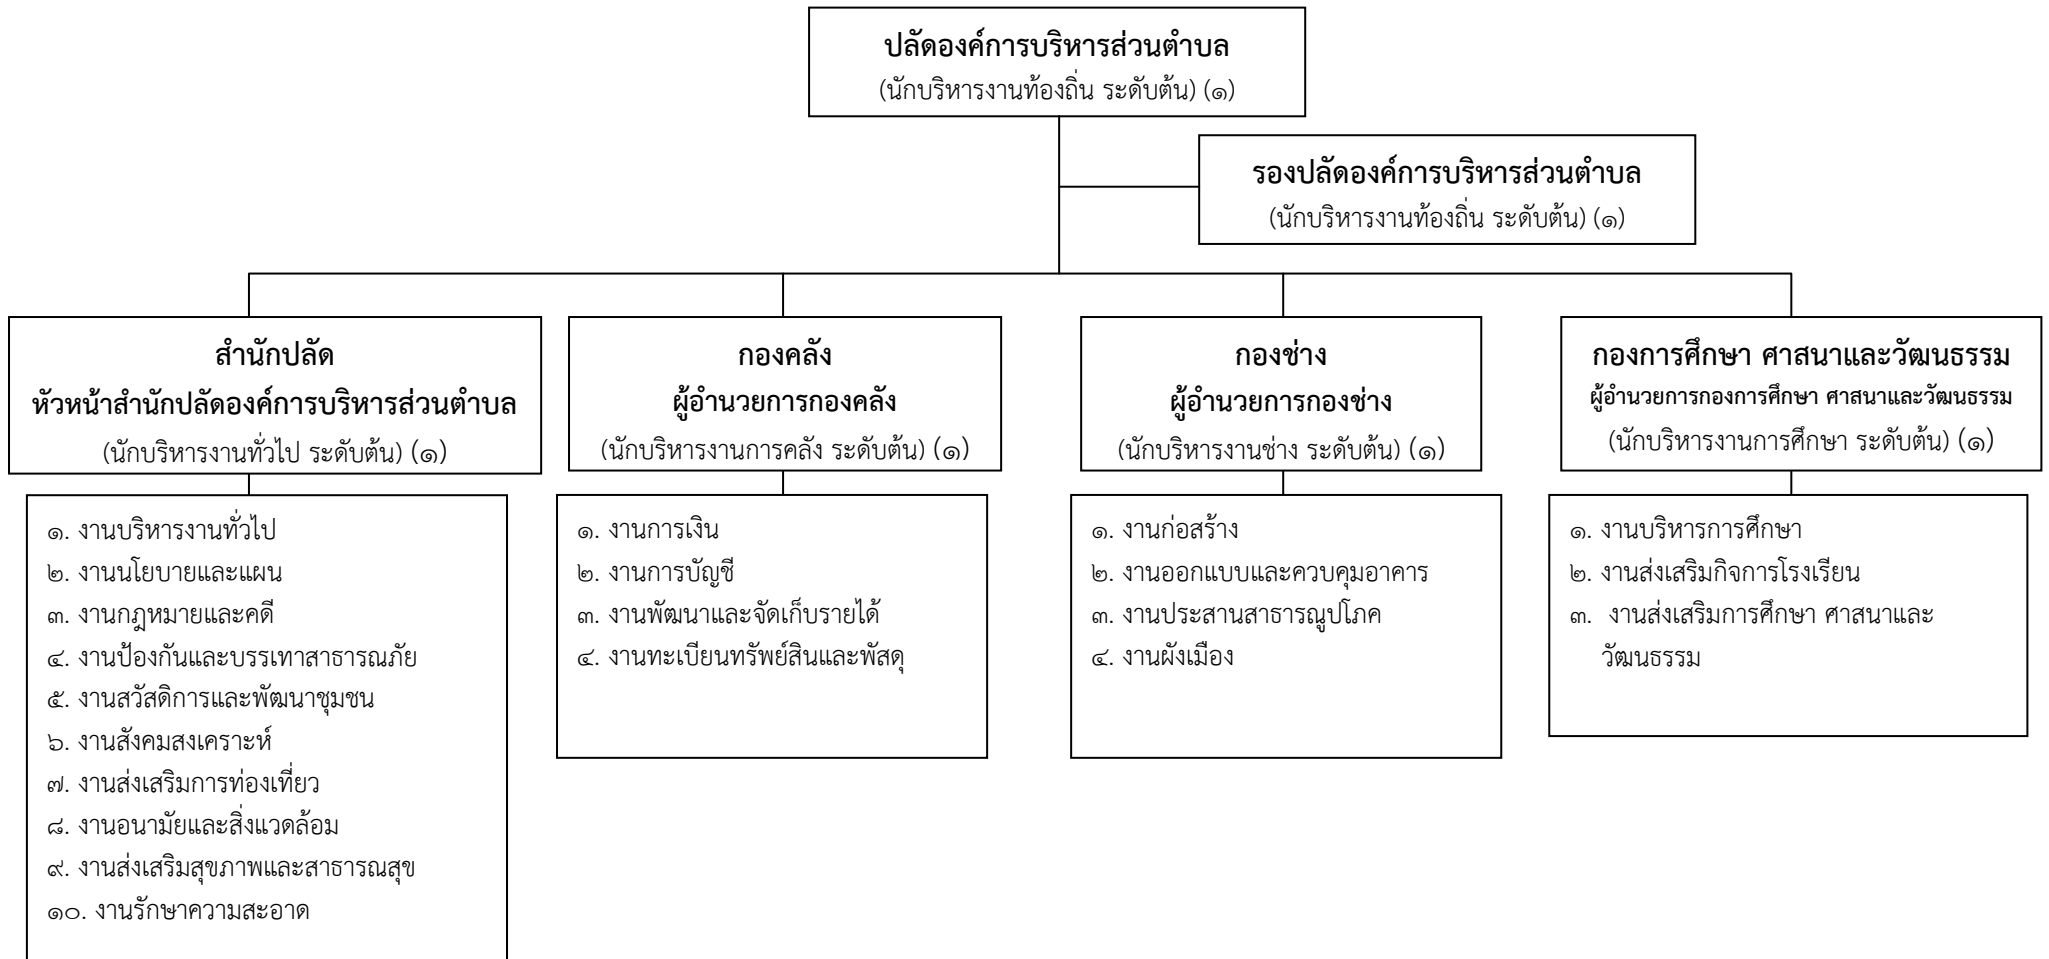 ปลัดองค์การบริหารส่วนตำบล
(นักบริหารงานท้องถิ่น ระดับต้น) (๑)
รองปลัดองค์การบริหารส่วนตำบล
(นักบริหารงานท้องถิ่น ระดับต้น) (๑)
สำนักปลัด
หัวหน้าสำนักปลัดองค์การบริหารส่วนตำบล
(นักบริหารงานทั่วไป ระดับต้น) (๑)
๑. งานบริหารงานทั่วไป
๒. งานนโยบายและแผน
๓. งานกฎหมายและคดี
๔. งานป้องกันและบรรเทาสาธารณภัย
๕. งานสวัสดิการและพัฒนาชุมชน
๖. งานสังคมสงเคราะห์
๗. งานส่งเสริมการท่องเที่ยว
๘. งานอนามัยและสิ่งแวดล้อม
๙. งานส่งเสริมสุขภาพและสาธารณสุข
๑๐. งานรักษาความสะอาด
กองคลัง
ผู้อำนวยการกองคลัง
(นักบริหารงานการคลัง ระดับต้น) (๑)
๑. งานการเงิน
๒. งานการบัญชี
๓. งานพัฒนาและจัดเก็บรายได้
๔. งานทะเบียนทรัพย์สินและพัสดุ
กองช่าง
ผู้อำนวยการกองช่าง
(นักบริหารงานช่าง ระดับต้น) (๑)
๑. งานก่อสร้าง
๒. งานออกแบบและควบคุมอาคาร
๓. งานประสานสาธารณูปโภค
๔. งานผังเมือง
กองการศึกษา ศาสนาและวัฒนธรรม
ผู้อำนวยการกองการศึกษา ศาสนาและวัฒนธรรม
(นักบริหารงานการศึกษา ระดับต้น) (๑)
๑. งานบริหารการศึกษา
๒. งานส่งเสริมกิจการโรงเรียน
๓. งานส่งเสริมการศึกษา ศาสนาและ
วัฒนธรรม